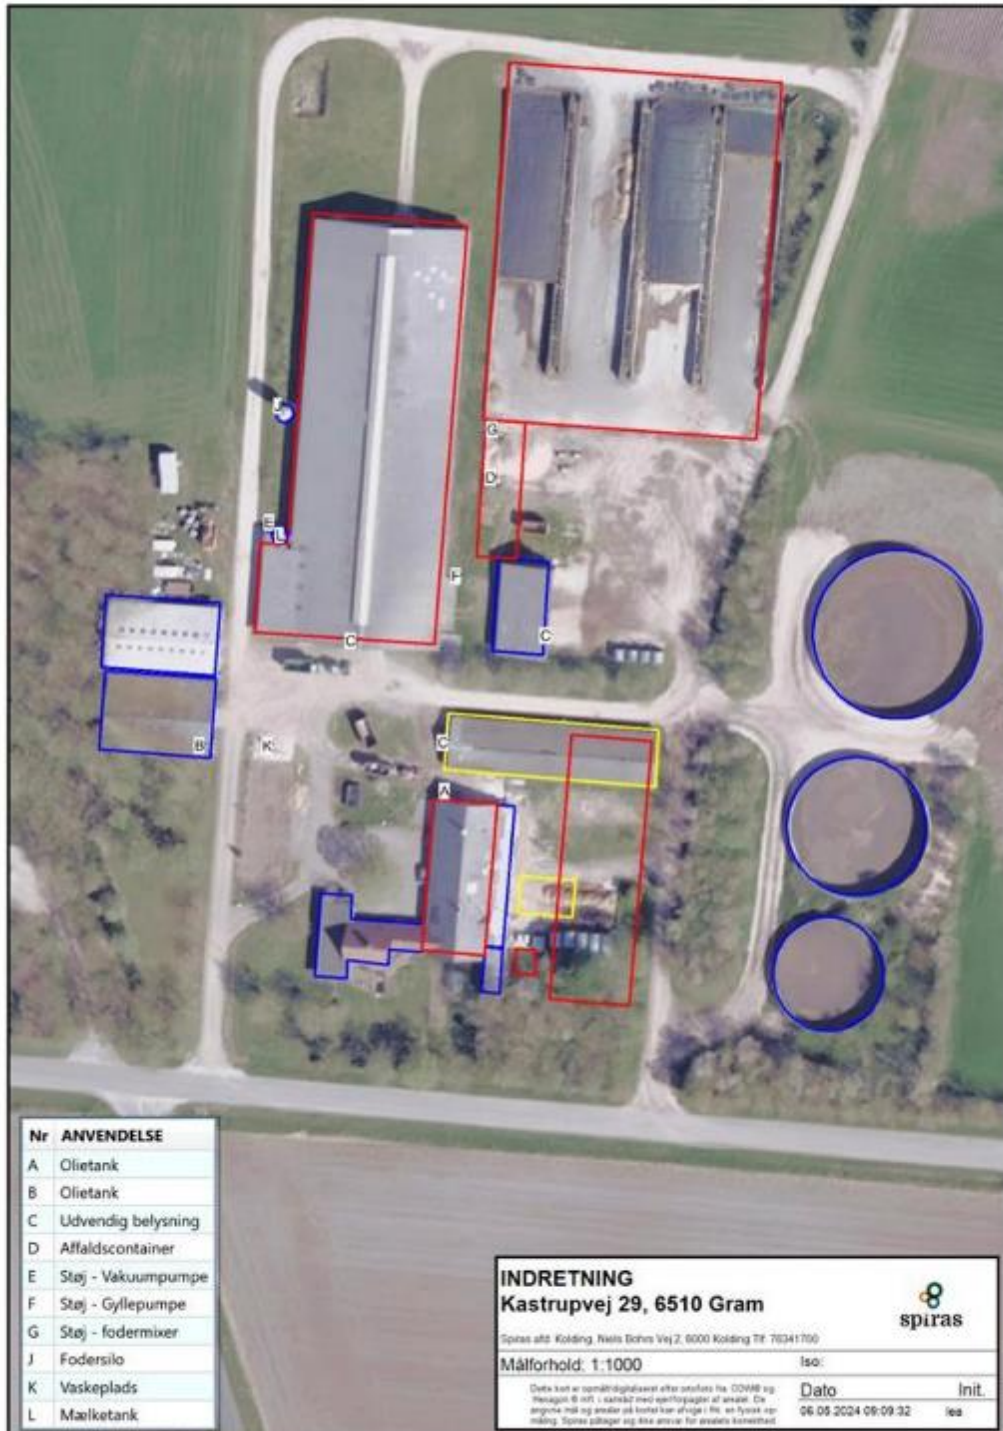 J
G
D
E
L
F
C
C
B
K
C
A
Nr ANVENDELSE
A Olietank
B Olietank
C Udvendig belysning
D Affaldscontainer
E Støj - Vakuumpumpe
F Støj - Gyllepumpe
G Støj - fodermixer
J Fodersilo
K Vaskeplads
L Mælketank
INDRETNING
Kastrupvej 29, 6510 Gram
spiras
Spiras afd. Kolding, Niels Bohrs Vej 2, 6000 Kolding Tlf: 76341700
Målforhold: 1:1000
Iso:
Dato
Init.
06.05.2024 09:09:32
lea